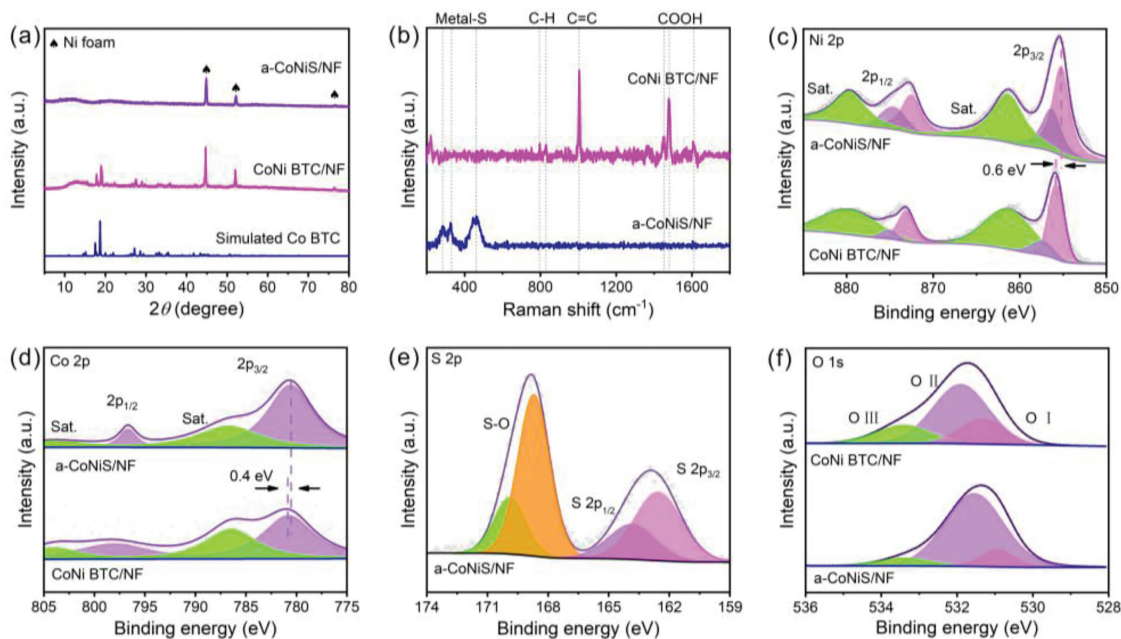 (a)
♠ Ni foam
a-CoNiS/NF
CoNi BTC/NF
Simulated Co BTC
Intensity (a.u.)
10 20 30 40 50 60 70 80
2θ (degree)
(b)
Metal-S C-H C=C COOH
CoNi BTC/NF
a-CoNiS/NF
Intensity (a.u.)
400 800 1200 1600
Raman shift (cm⁻¹)
(c)
Ni 2p
2p₃/₂
2p₁/₂
Sat.
Sat.
a-CoNiS/NF
0.6 eV
CoNi BTC/NF
Intensity (a.u.)
880 870 860 850
Binding energy (eV)
(d)
Co 2p
2p₃/₂
2p₁/₂
Sat.
Sat.
a-CoNiS/NF
0.4 eV
CoNi BTC/NF
Intensity (a.u.)
805 800 795 790 785 780 775
Binding energy (eV)
(e)
S 2p
S-O
S 2p₃/₂
S 2p₁/₂
a-CoNiS/NF
Intensity (a.u.)
174 171 168 165 162 159
Binding energy (eV)
(f)
O 1s
O II
O III
O I
CoNi BTC/NF
a-CoNiS/NF
Intensity (a.u.)
536 534 532 530 528
Binding energy (eV)